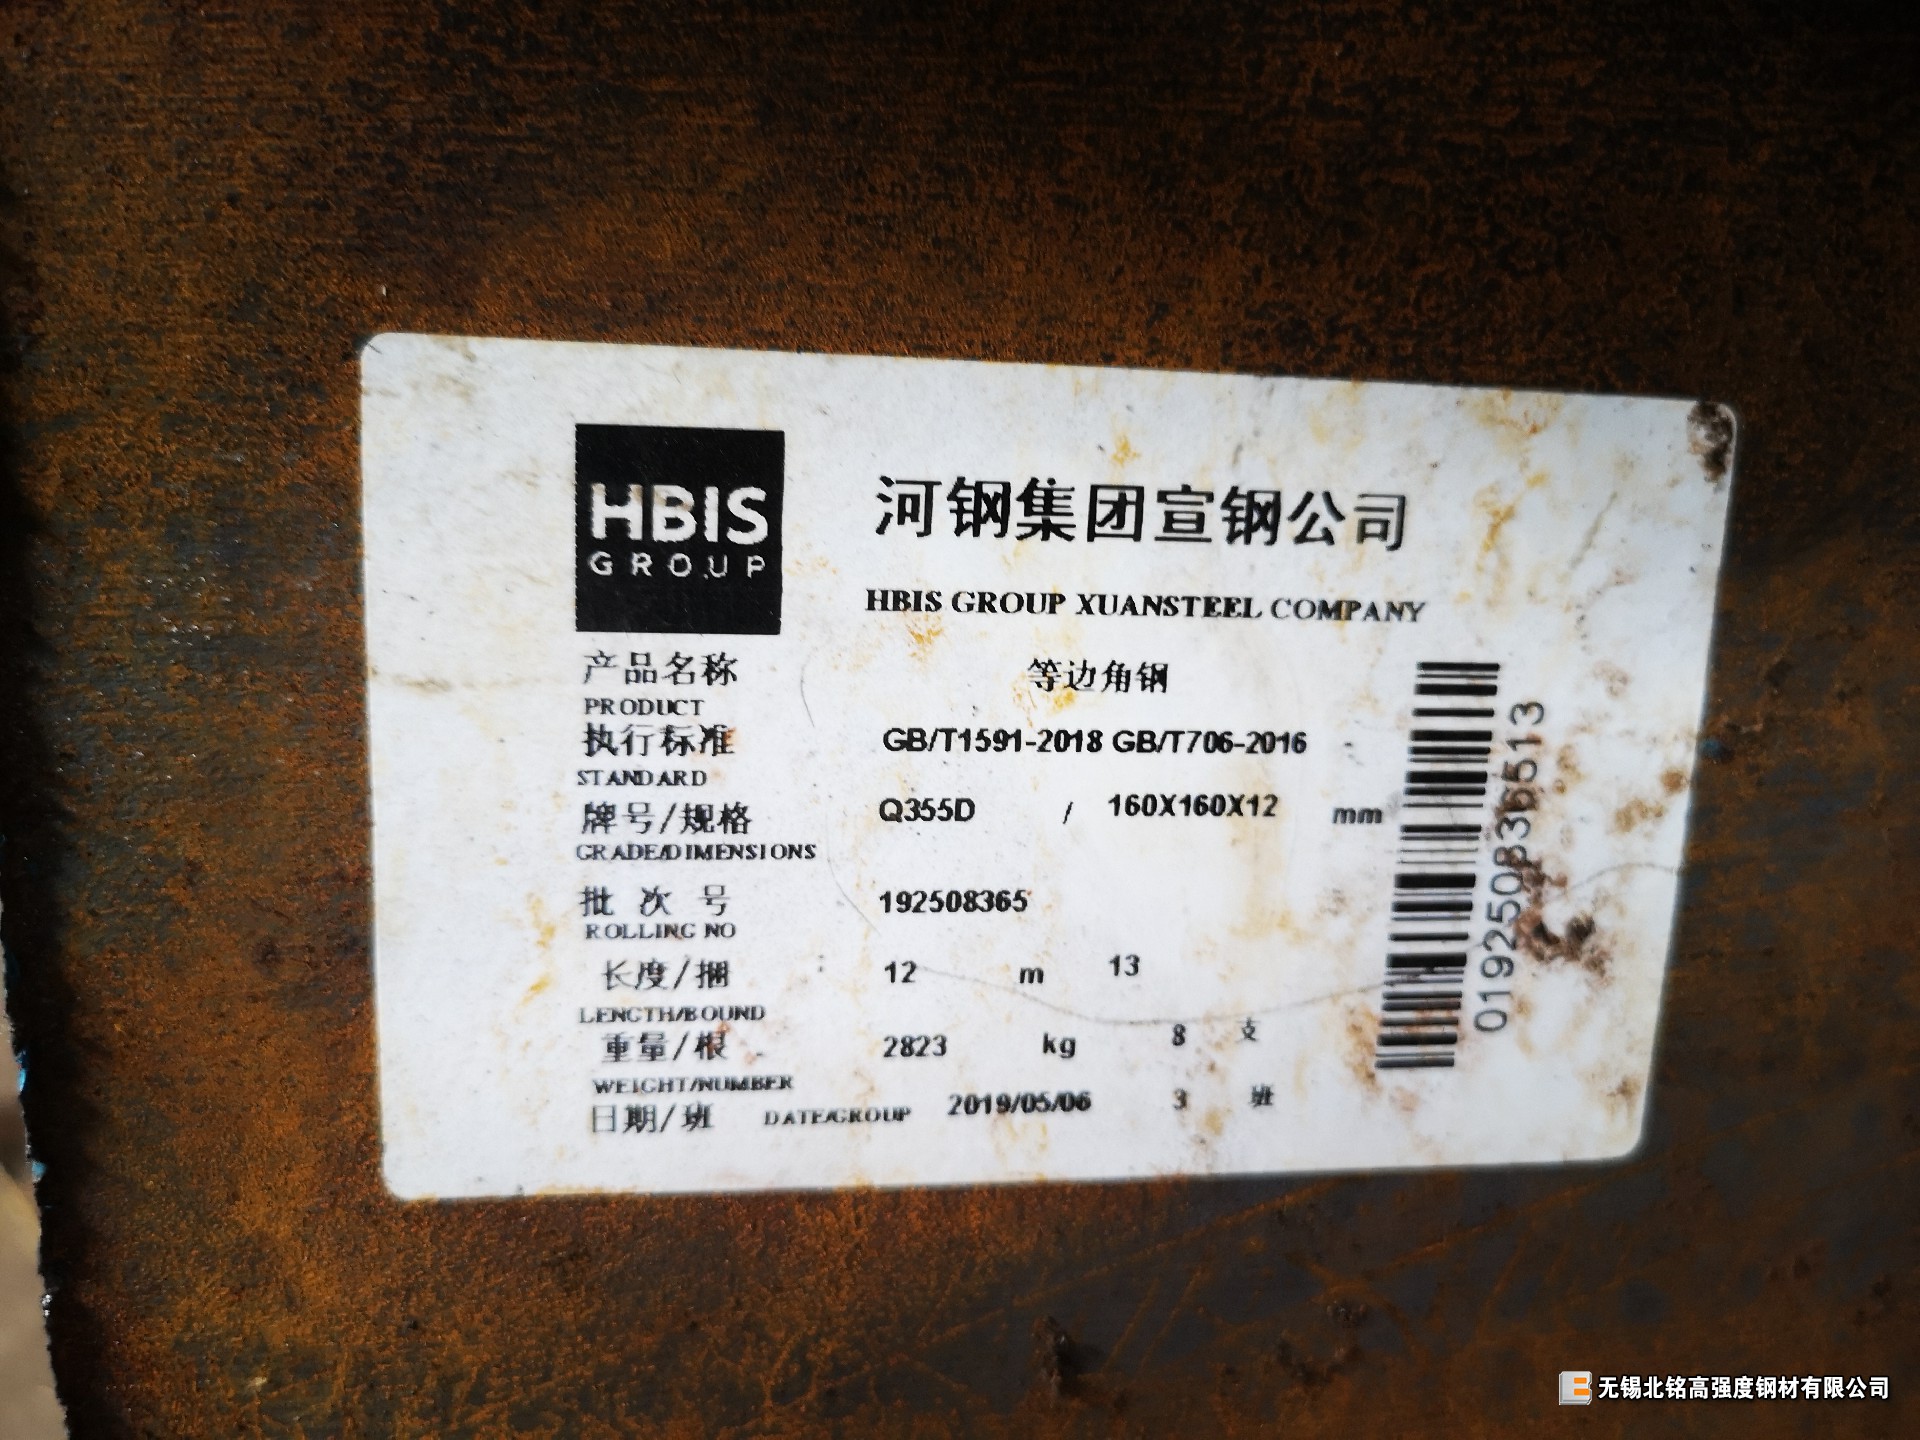 HBIS
GROUP
河钢集团宣钢公司
HBIS GROUP XUANSTEEL COMPANY
产品名称 等边角钢
PRODUCT
执行标准 GB/T1591-2018 GB/T706-2016
STANDARD
牌号/规格 Q355D / 160X160X12 mm
GRADE/DIMENSIONS
批次号 192508365
ROLLING NO
长度/捆 12 m 13
LENGTH/BOUND
重量/根 2823 kg 8 支
WEIGHT/NUMBER
日期/班 DATE/GROUP 2019/05/06 3 班
019250836513
无锡北铭高强度钢材有限公司